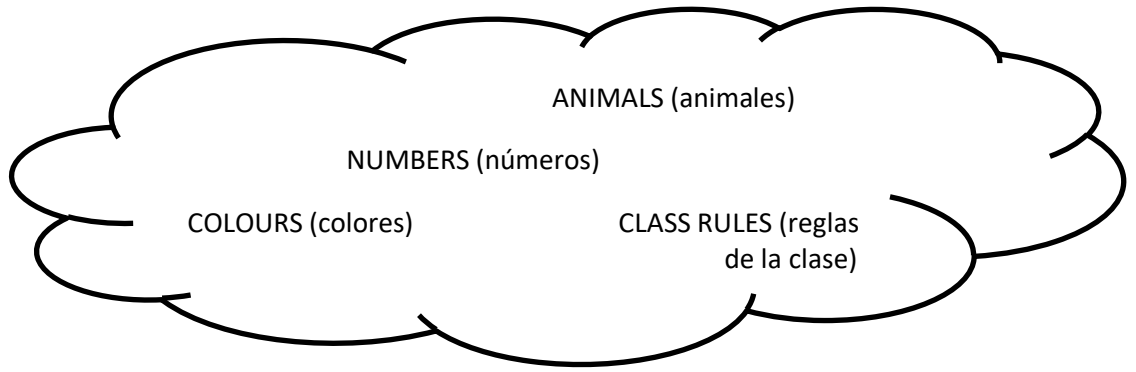 ANIMALS (animales)
NUMBERS (números)
COLOURS (colores)
CLASS RULES (reglas
de la clase)